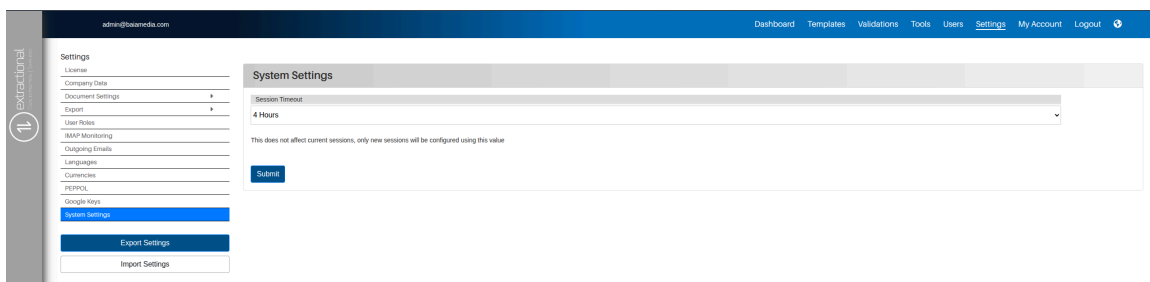 admin@baiamedia.com
Dashboard Templates Validations Tools Users Settings My Account Logout
extractional
Settings
License
Company Data
Document Settings
Export
User Roles
IMAP Monitoring
Outgoing Emails
Languages
Currencies
PEPPOL
Google Keys
System Settings
Export Settings
Import Settings
System Settings
Session Timeout
4 Hours
This does not affect current sessions, only new sessions will be configured using this value
Submit